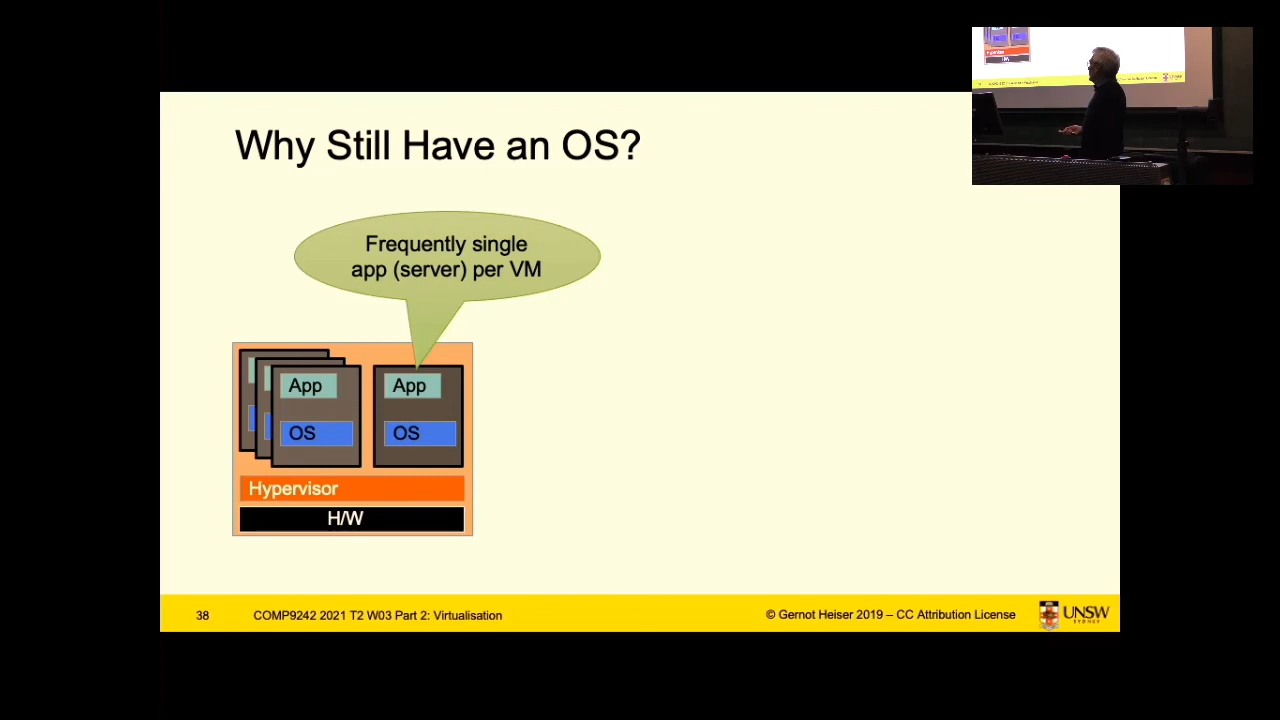 Why Still Have an OS?
Frequently single
app (server) per VM
App
App
OS
OS
Hypervisor
H/W
38
COMP9242 2021 T2 W03 Part 2: Virtualisation
© Gernot Heiser 2019 – CC Attribution License
UNSW
SYDNEY